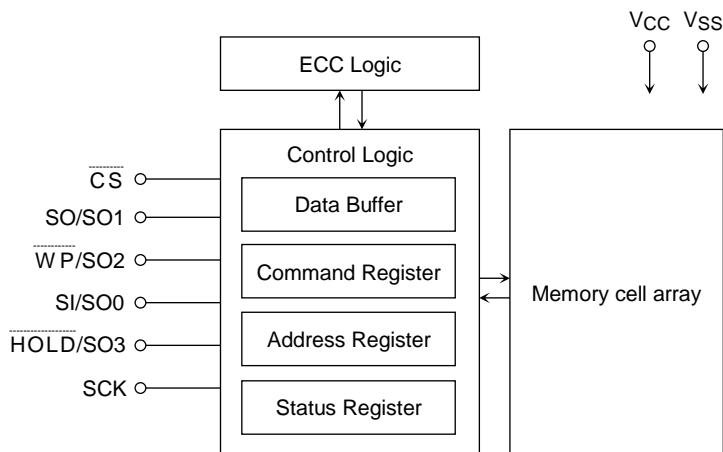 VCC VSS
ECC Logic
Control Logic
CS
Data Buffer
SO/SO1
WP/SO2
Command Register
SI/SO0
Memory cell array
HOLD/SO3
Address Register
SCK
Status Register